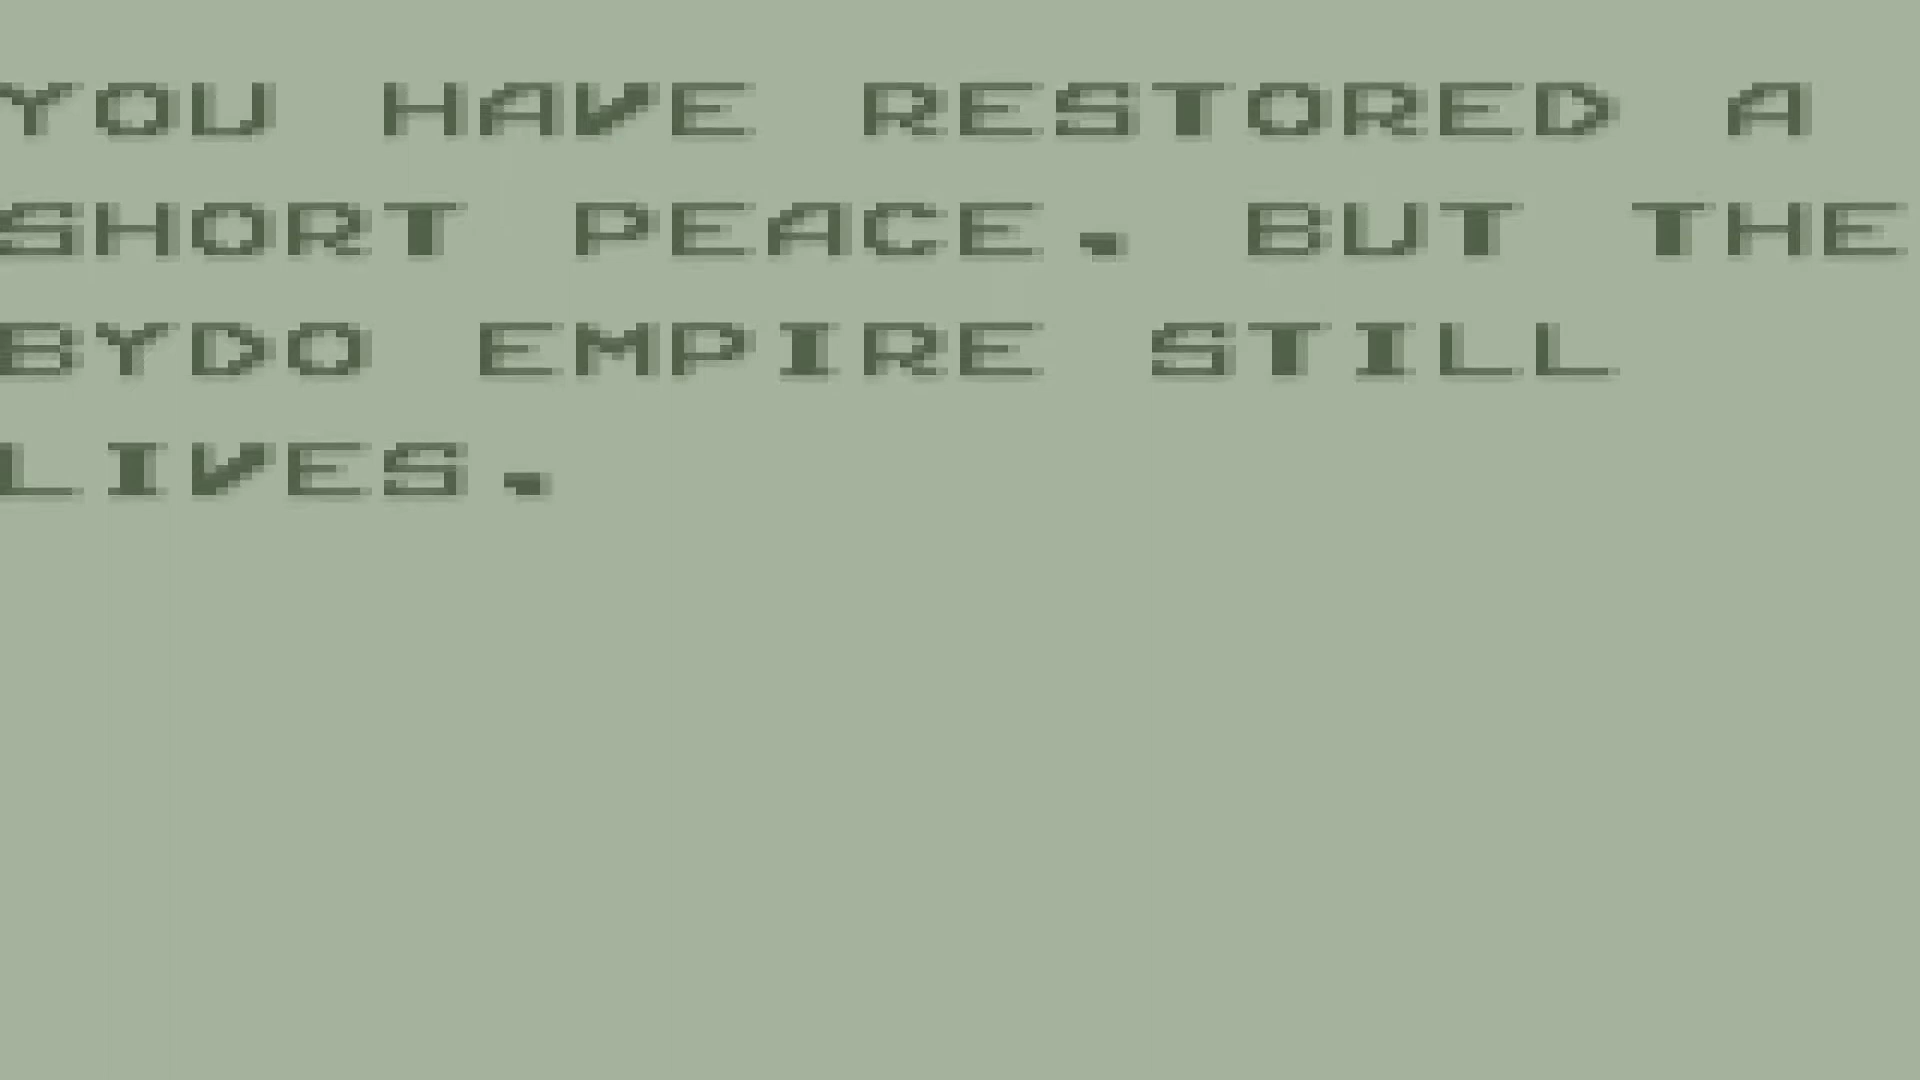 YOU HAVE RESTORED A
SHORT PEACE. BUT THE
BYDO EMPIRE STILL
LIVES.